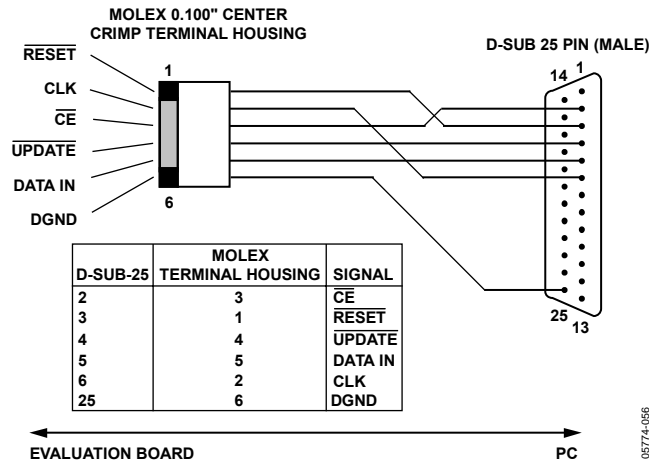 MOLEX 0.100" CENTER
CRIMP TERMINAL HOUSING
D-SUB 25 PIN (MALE)
RESET
CLK
CE
UPDATE
DATA IN
DGND
1
6
14 1
25
13
D-SUB-25 MOLEX TERMINAL HOUSING SIGNAL
2 3 CE
3 1 RESET
4 4 UPDATE
5 5 DATA IN
6 2 CLK
25 6 DGND
EVALUATION BOARD PC
05774-056